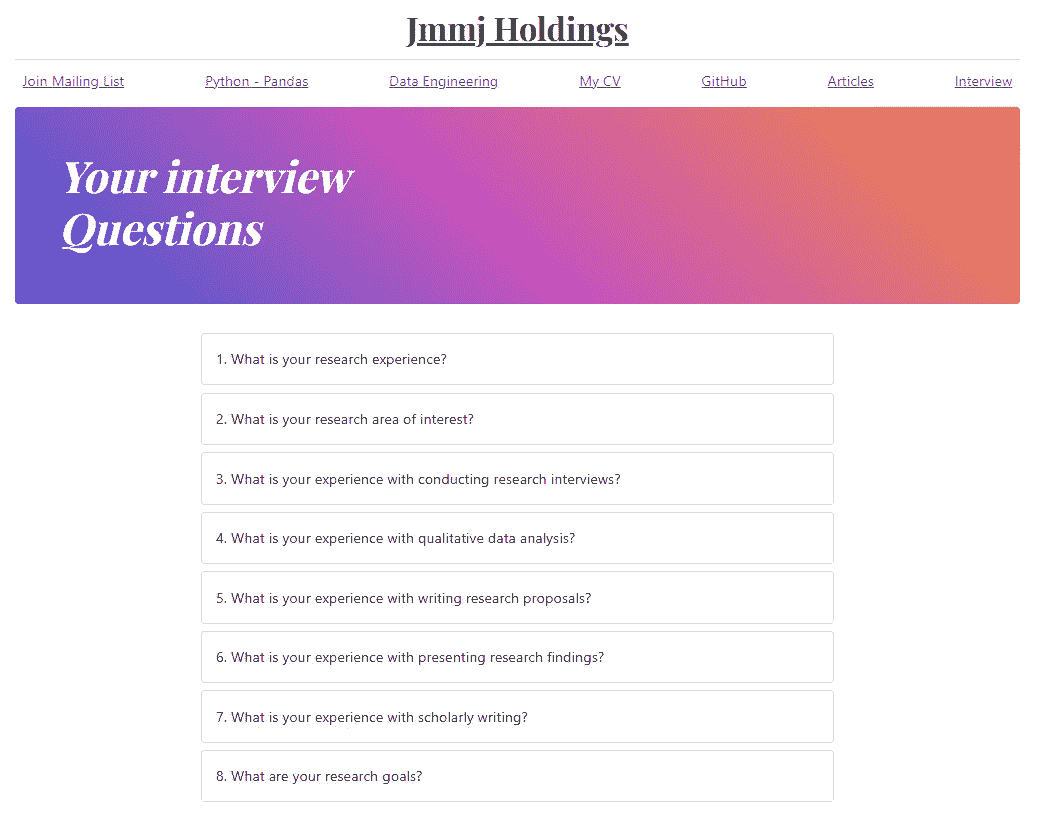 Jmmj Holdings
Join Mailing List Python - Pandas Data Engineering My CV GitHub Articles Interview
Your interview
Questions
1. What is your research experience?
2. What is your research area of interest?
3. What is your experience with conducting research interviews?
4. What is your experience with qualitative data analysis?
5. What is your experience with writing research proposals?
6. What is your experience with presenting research findings?
7. What is your experience with scholarly writing?
8. What are your research goals?